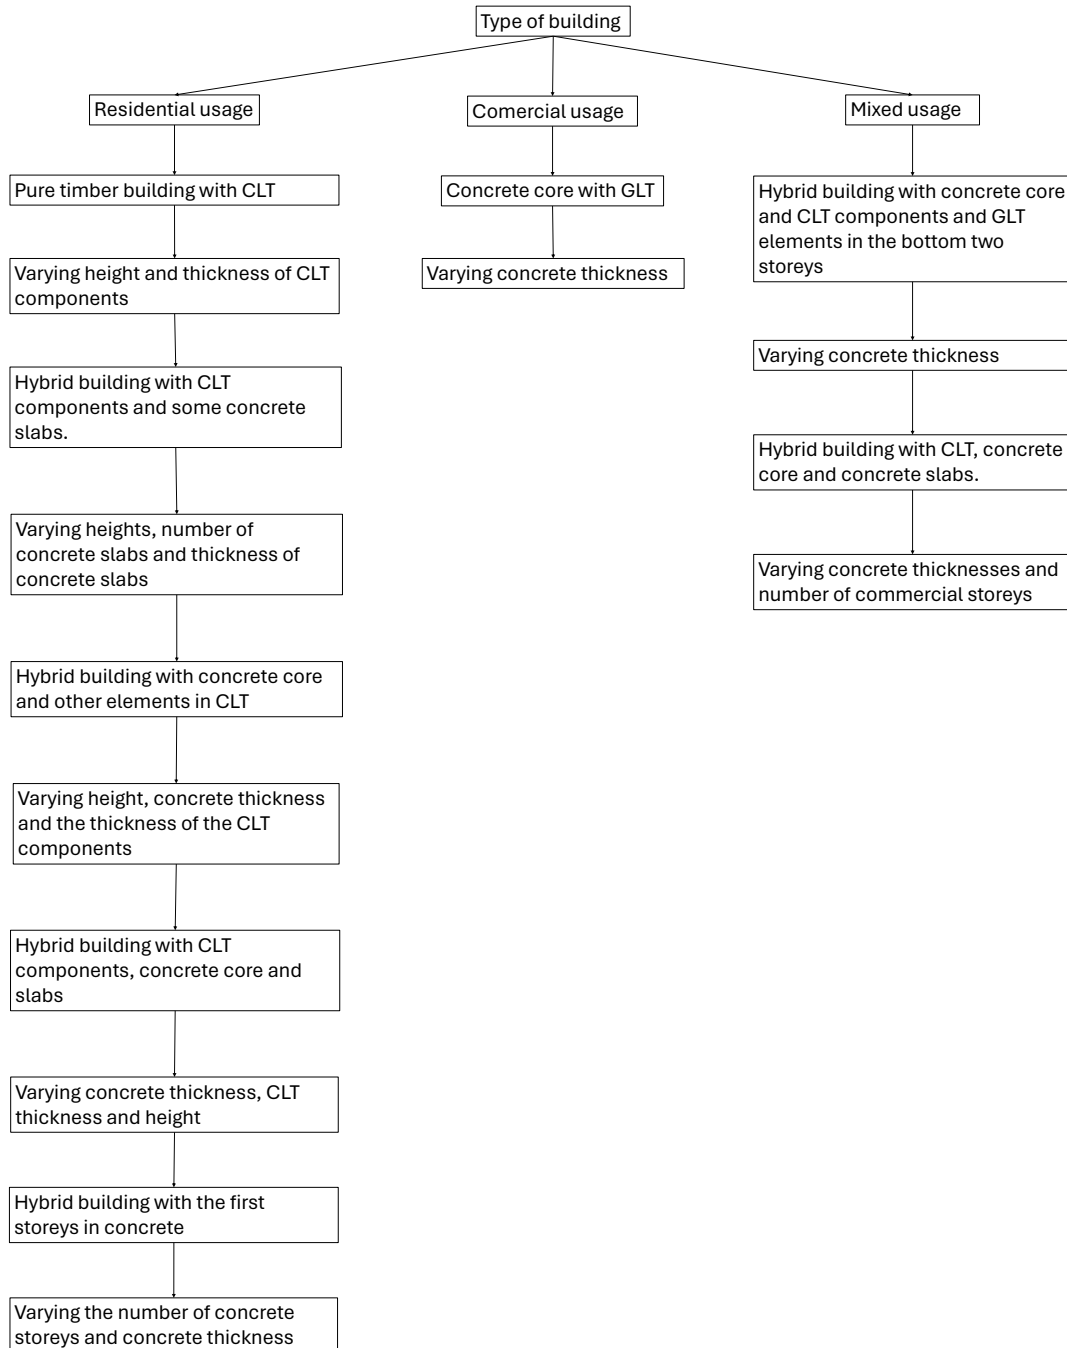 Type of building
Residential usage
Comercial usage
Mixed usage
Pure timber building with CLT
Varying height and thickness of CLT
components
Hybrid building with CLT
components and some concrete
slabs.
Varying heights, number of
concrete slabs and thickness of
concrete slabs
Hybrid building with concrete core
and other elements in CLT
Varying height, concrete thickness
and the thickness of the CLT
components
Hybrid building with CLT
components, concrete core and
slabs
Varying concrete thickness, CLT
thickness and height
Hybrid building with the first
storeys in concrete
Varying the number of concrete
storeys and concrete thickness
Concrete core with GLT
Varying concrete thickness
Hybrid building with concrete core
and CLT components and GLT
elements in the bottom two
storeys
Varying concrete thickness
Hybrid building with CLT, concrete
core and concrete slabs.
Varying concrete thicknesses and
number of commercial storeys